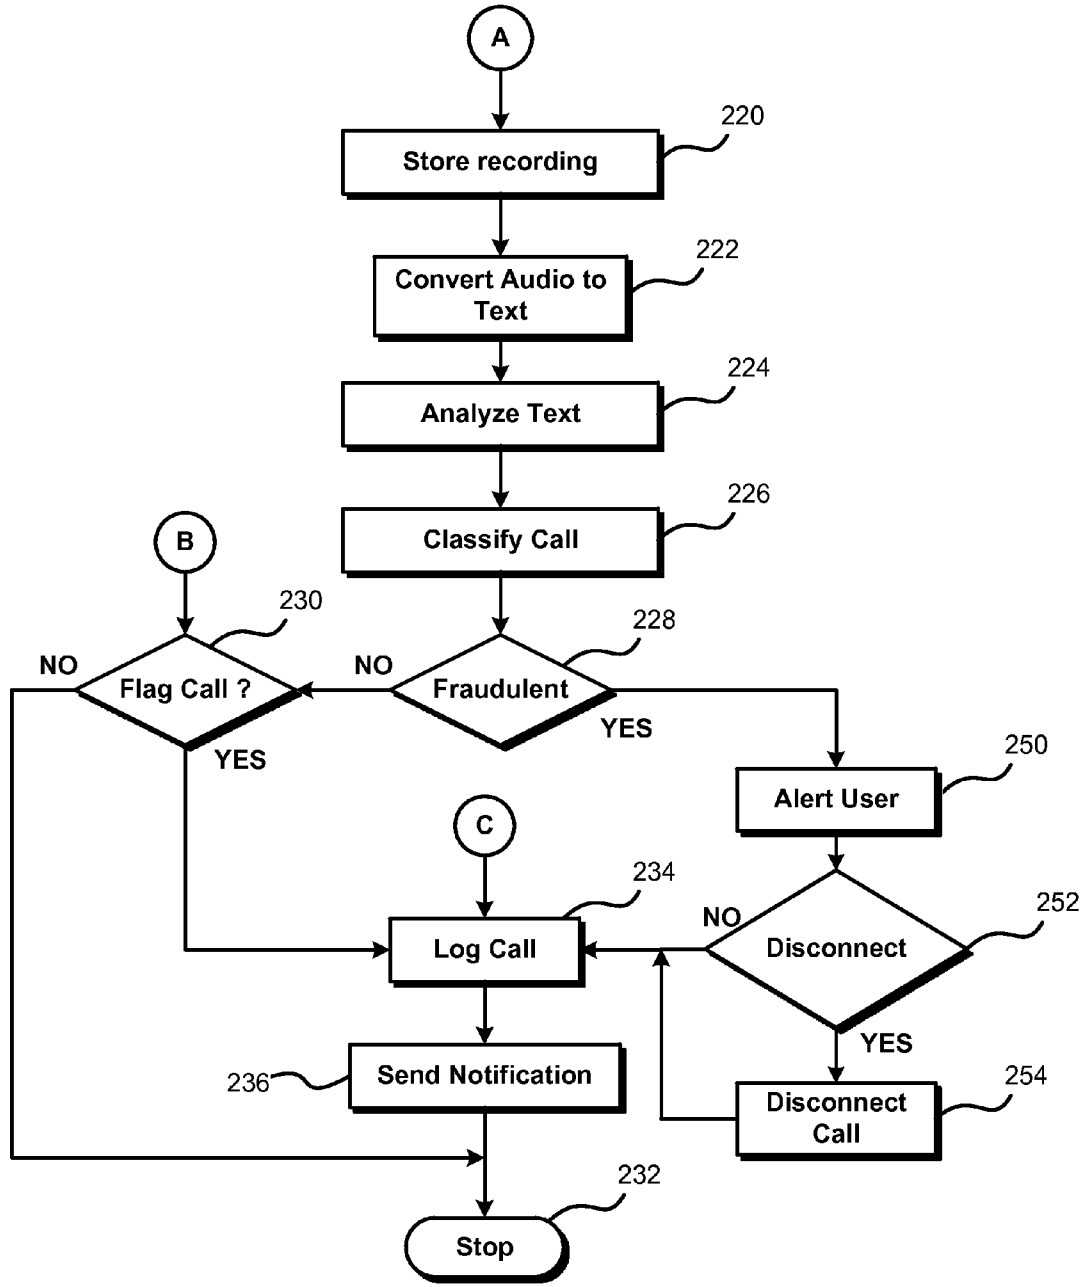 A
220
Store recording
222
Convert Audio to
Text
224
Analyze Text
226
Classify Call
B
230
228
NO
Flag Call ?
YES
NO
Fraudulent
YES
250
Alert User
C
234
252
NO
Log Call
Disconnect
YES
236
Send Notification
254
Disconnect
Call
232
Stop